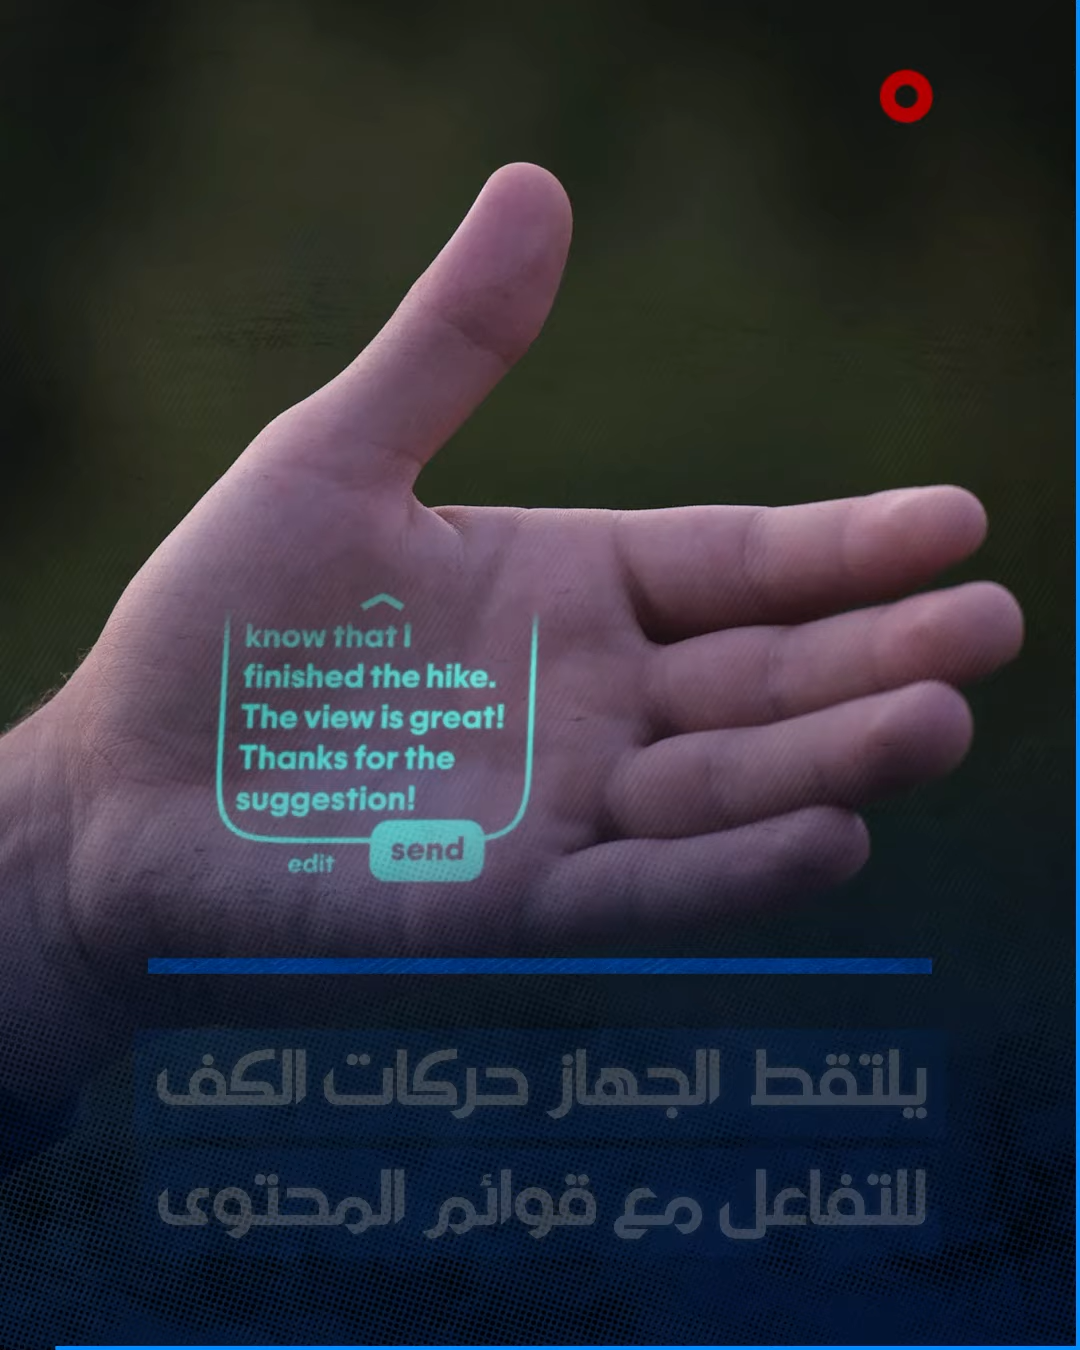 know that I
finished the hike.
The view is great!
Thanks for the
suggestion!
edit
send
يلتقط الجهاز حركات الكف
للتفاعل مع قوائم المحتوى